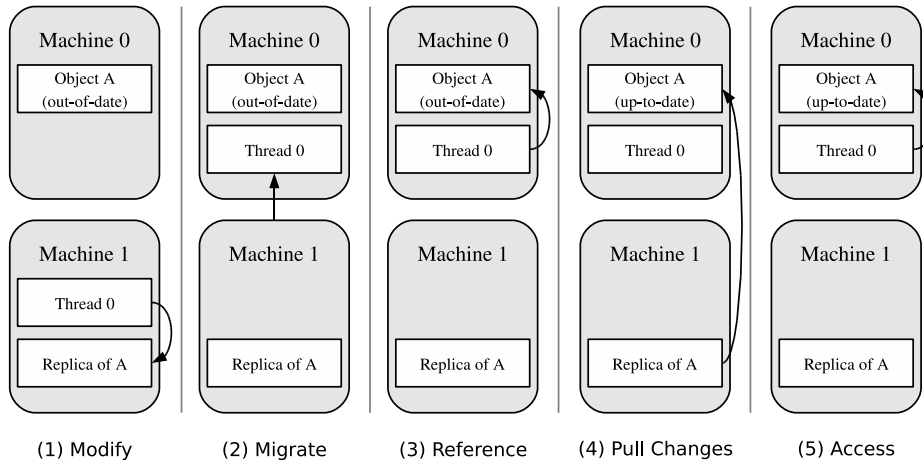 Machine 0
Object A
(out-of-date)
Machine 1
Thread 0
Replica of A
(1) Modify
Machine 0
Object A
(out-of-date)
Thread 0
Machine 1
Replica of A
(2) Migrate
Machine 0
Object A
(out-of-date)
Thread 0
Machine 1
Replica of A
(3) Reference
Machine 0
Object A
(up-to-date)
Thread 0
Machine 1
Replica of A
(4) Pull Changes
Machine 0
Object A
(up-to-date)
Thread 0
Machine 1
Replica of A
(5) Access